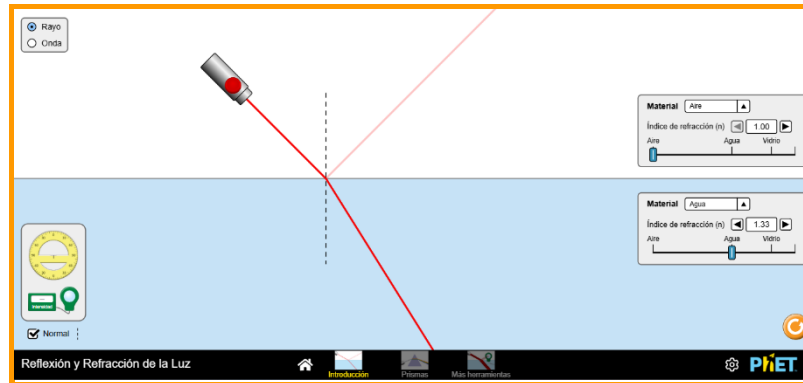 Rayo
Onda
Material Aire
Índice de refracción (n) 1.00
Aire Agua Vidrio
Material Agua
Índice de refracción (n) 1.33
Aire Agua Vidrio
Normal
Reflexión y Refracción de la Luz
Introducción
Prismas
Más herramientas
PhET